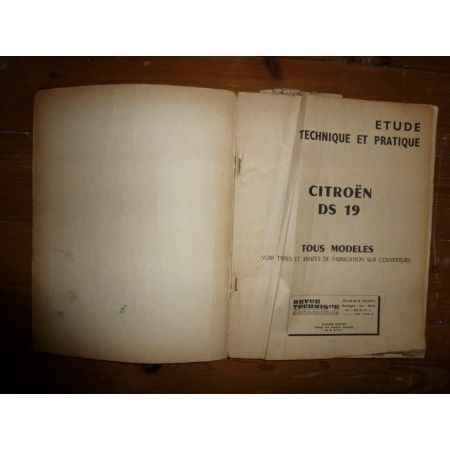 ETUDE
TECHNIQUE ET PRATIQUE
CITROËN
DS 19
TOUS MODELES
(VOIR TYPES ET ANNÉES DE FABRICATION SUR COUVERTURE)
REVUE
TECHNIQUE